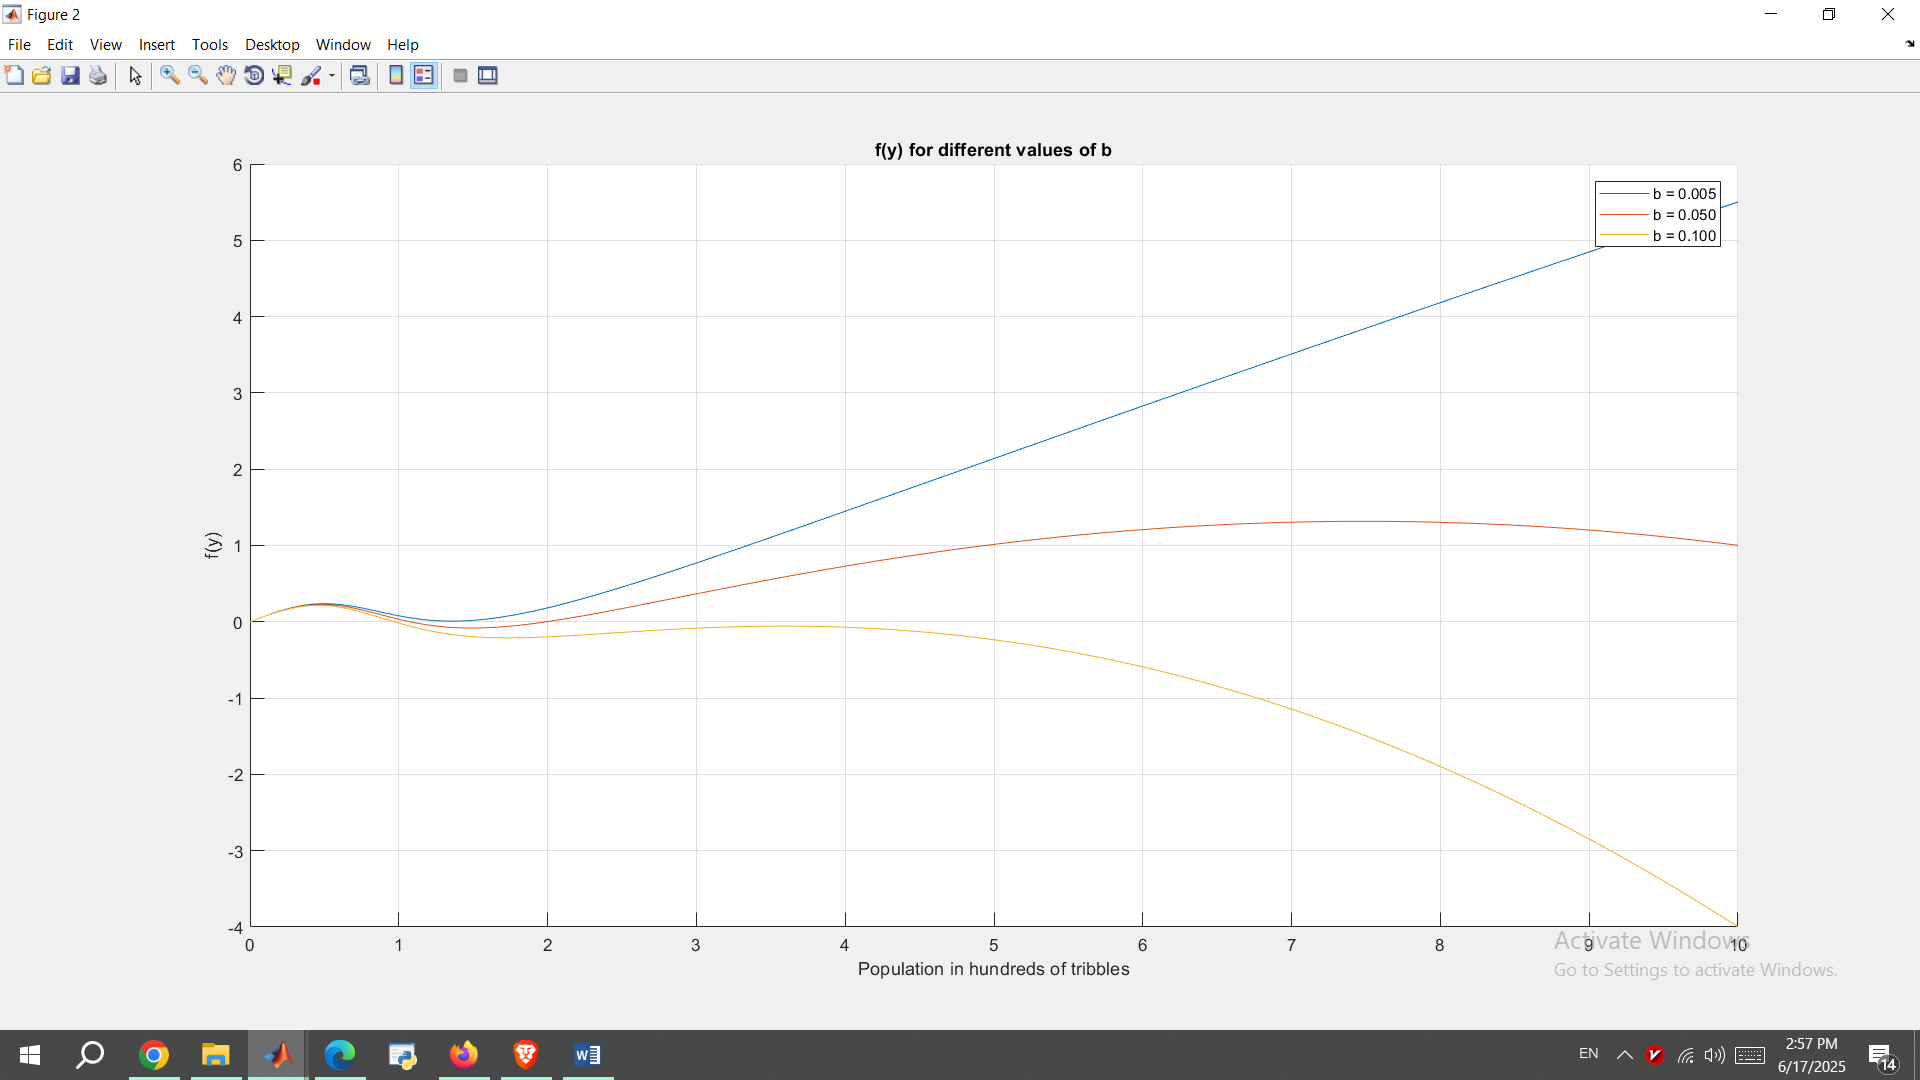 Figure 2
File Edit View Insert Tools Desktop Window Help
f(y) for different values of b
b = 0.005
b = 0.050
b = 0.100
6
5
4
3
2
1
0
-1
-2
-3
-4
f(y)
0 1 2 3 4 5 6 7 8 9 10
Population in hundreds of tribbles
Activate Windows
Go to Settings to activate Windows.
EN
2:57 PM
6/17/2025
14